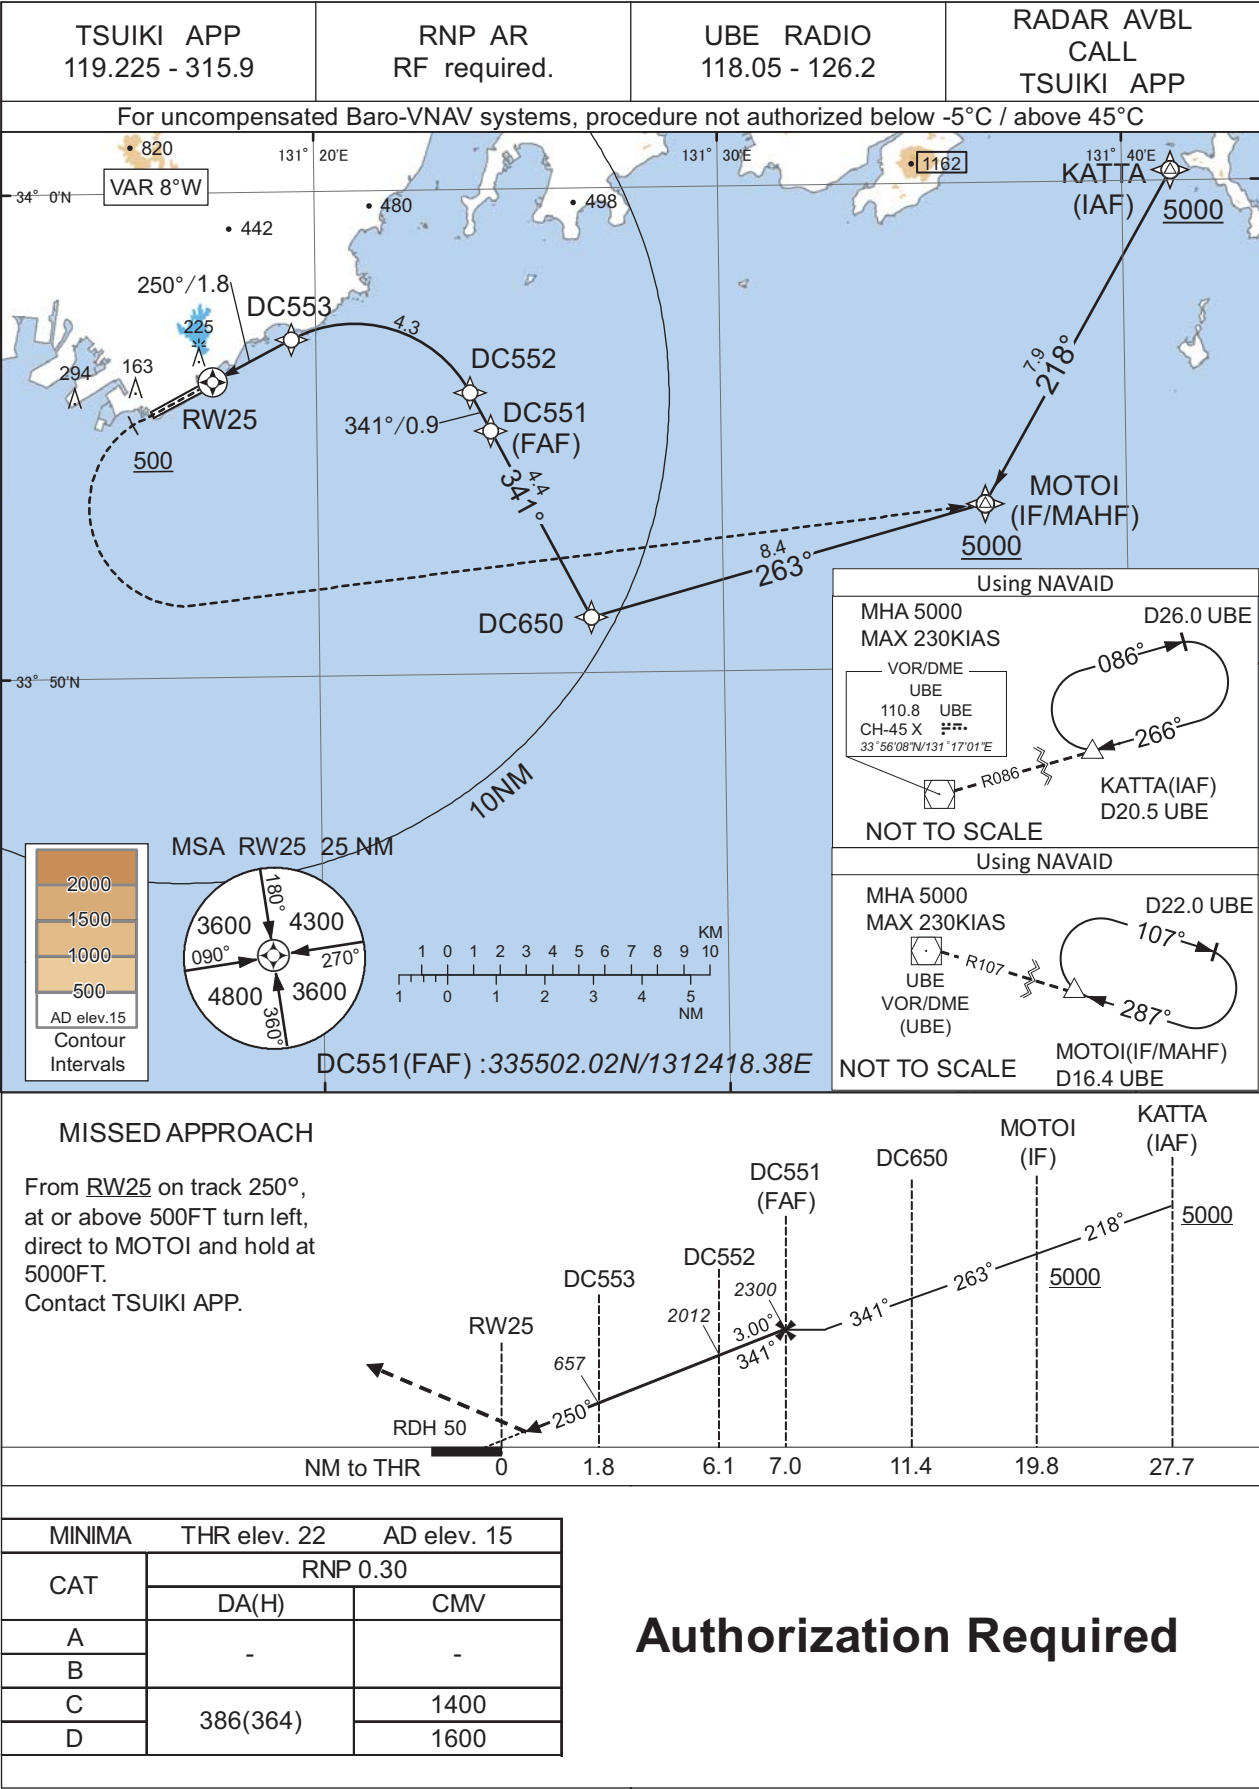 TSUIKI APP
119.225 - 315.9
RNP AR
RF required.
UBE RADIO
118.05 - 126.2
RADAR AVBL
CALL
TSUIKI APP
For uncompensated Baro-VNAV systems, procedure not authorized below -5°C / above 45°C
820
131° 20'E
131° 30'E
1162
131° 40'E
KATTA
(IAF)
5000
VAR 8°W
34° 0'N
480
498
442
250°/1.8
DC553
4.3
225
DC552
7.9
218°
294
163
RW25
341°/0.9
DC551
(FAF)
500
4.4
341°
MOTOI
(IF/MAHF)
5000
8.4
263°
DC650
33° 50'N
10NM
Using NAVAID
MHA 5000
MAX 230KIAS
D26.0 UBE
VOR/DME
UBE
110.8 UBE
CH-45 X
33°56'08"N/131°17'01"E
086°
266°
R086
KATTA(IAF)
D20.5 UBE
NOT TO SCALE
Using NAVAID
MHA 5000
MAX 230KIAS
D22.0 UBE
107°
R107
287°
UBE
VOR/DME
(UBE)
MOTOI(IF/MAHF)
D16.4 UBE
NOT TO SCALE
2000
1500
1000
500
AD elev.15
Contour
Intervals
MSA RW25 25 NM
180°
3600
4300
090°
270°
4800
3600
360°
KM
1 0 1 2 3 4 5 6 7 8 9 10
1 0 1 2 3 4 5
NM
DC551(FAF) :335502.02N/1312418.38E
MISSED APPROACH
From RW25 on track 250°,
at or above 500FT turn left,
direct to MOTOI and hold at
5000FT.
Contact TSUIKI APP.
KATTA
(IAF)
MOTOI
(IF)
DC650
DC551
(FAF)
DC552
DC553
RW25
5000
218°
5000
263°
341°
2300
2012
3.00°
341°
657
250°
RDH 50
NM to THR 0 1.8 6.1 7.0 11.4 19.8 27.7
MINIMA THR elev. 22 AD elev. 15
CAT
RNP 0.30
DA(H) CMV
A
B
- -
C
D
386(364)
1400
1600
Authorization Required